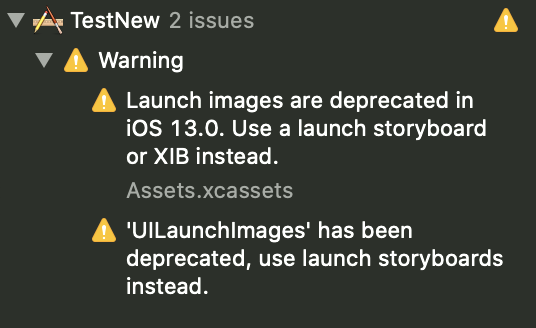 TestNew 2 issues
Warning
Launch images are deprecated in
iOS 13.0. Use a launch storyboard
or XIB instead.
Assets.xcassets
'UILaunchImages' has been
deprecated, use launch storyboards
instead.